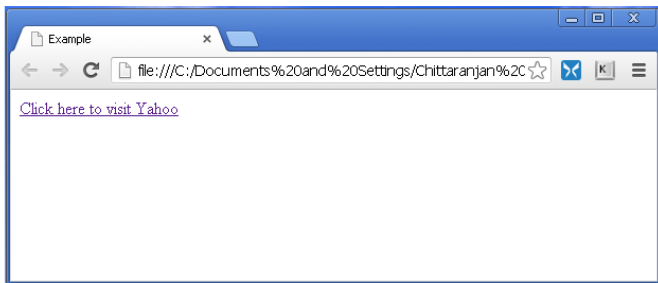 Example
file:///C:/Documents%20and%20Settings/Chittaranjan%2C
K
Click here to visit Yahoo